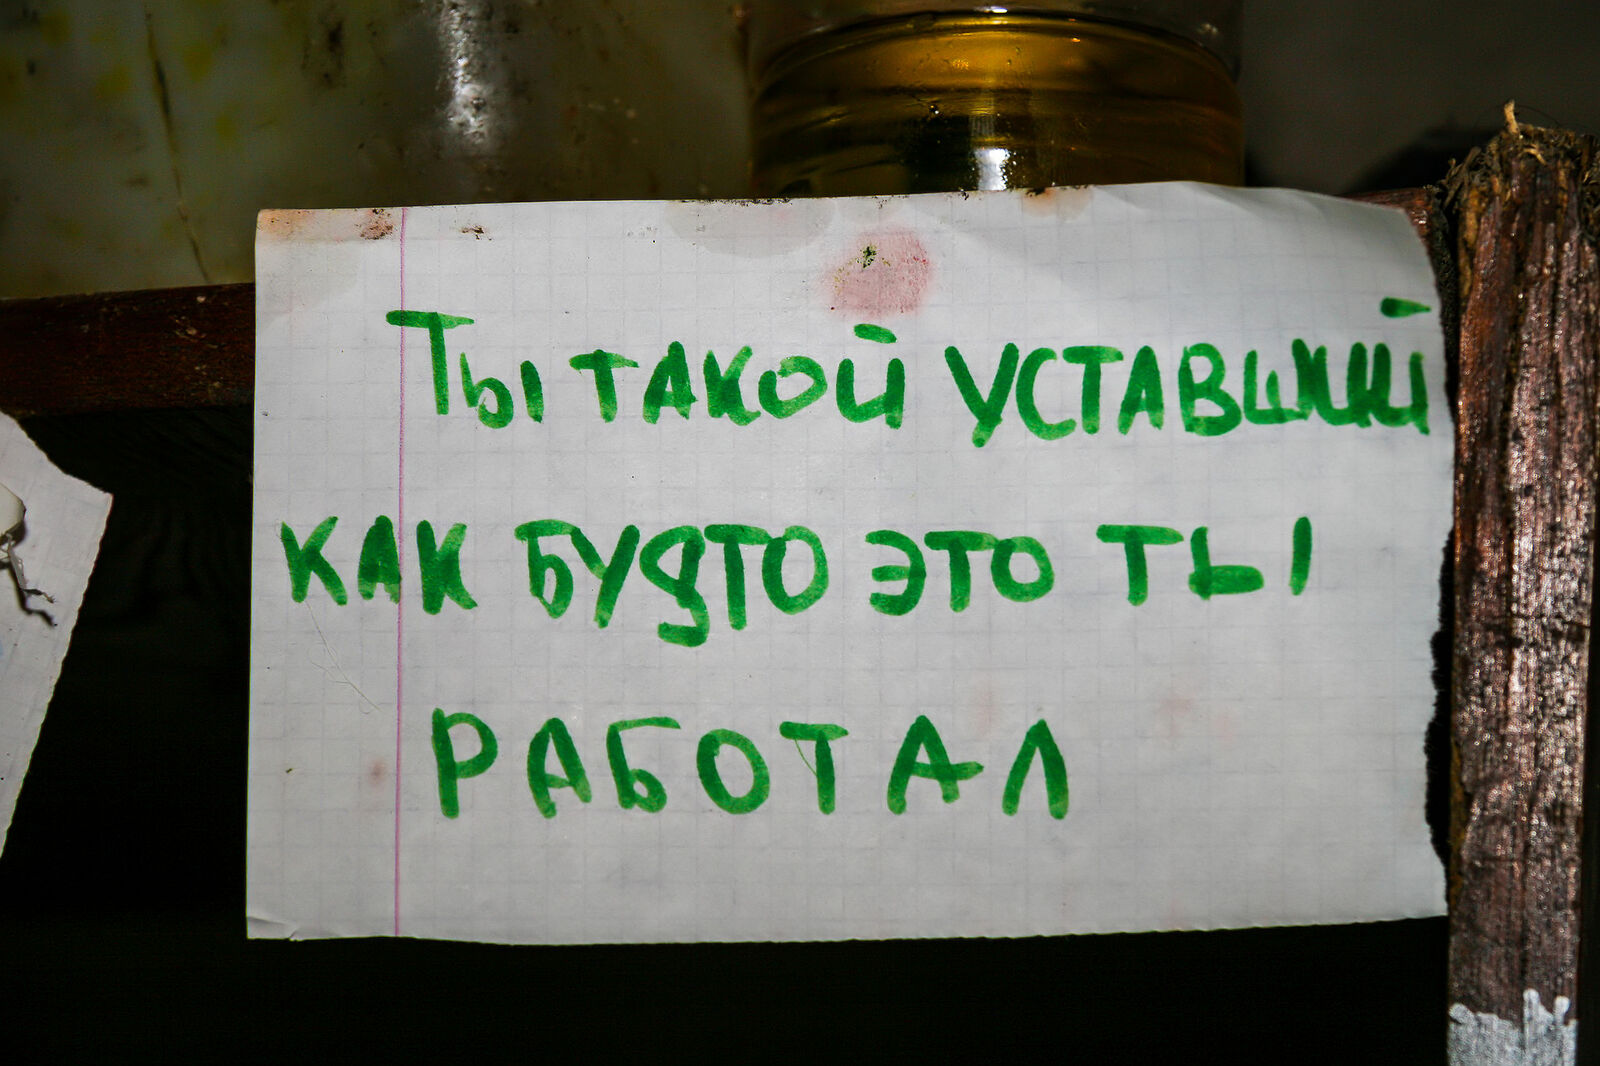 Ты такой уставший
как будто это ты
работал